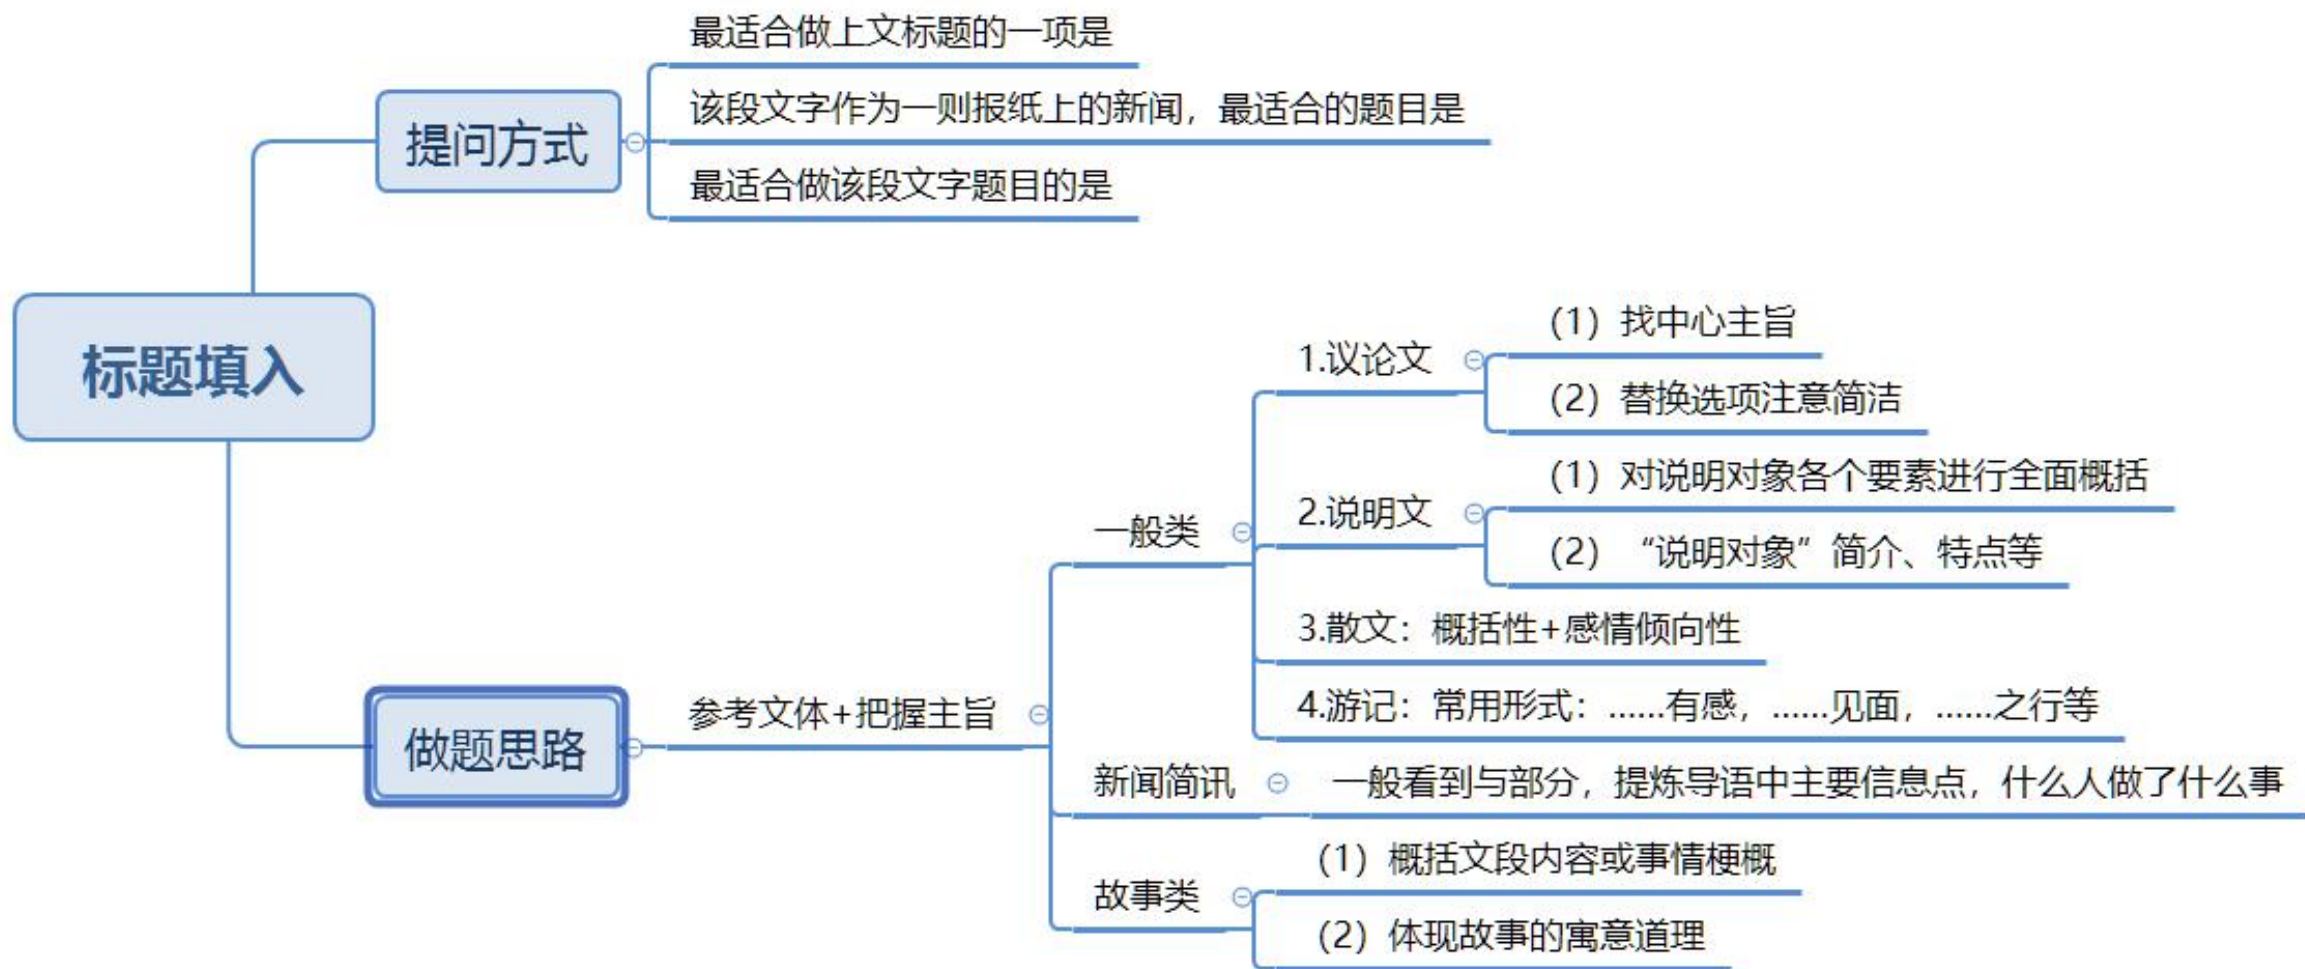 标题填入
提问方式
最适合做上文标题的一项是
该段文字作为一则报纸上的新闻，最适合的题目是
最适合做该段文字题目的是
做题思路
参考文体+把握主旨
一般类
1.议论文
（1）找中心主旨
（2）替换选项注意简洁
2.说明文
（1）对说明对象各个要素进行全面概括
（2）“说明对象”简介、特点等
3.散文：概括性+感情倾向性
4.游记：常用形式：......有感，......见面，......之行等
新闻简讯
一般看到与部分，提炼导语中主要信息点，什么人做了什么事
故事类
（1）概括文段内容或事情梗概
（2）体现故事的寓意道理